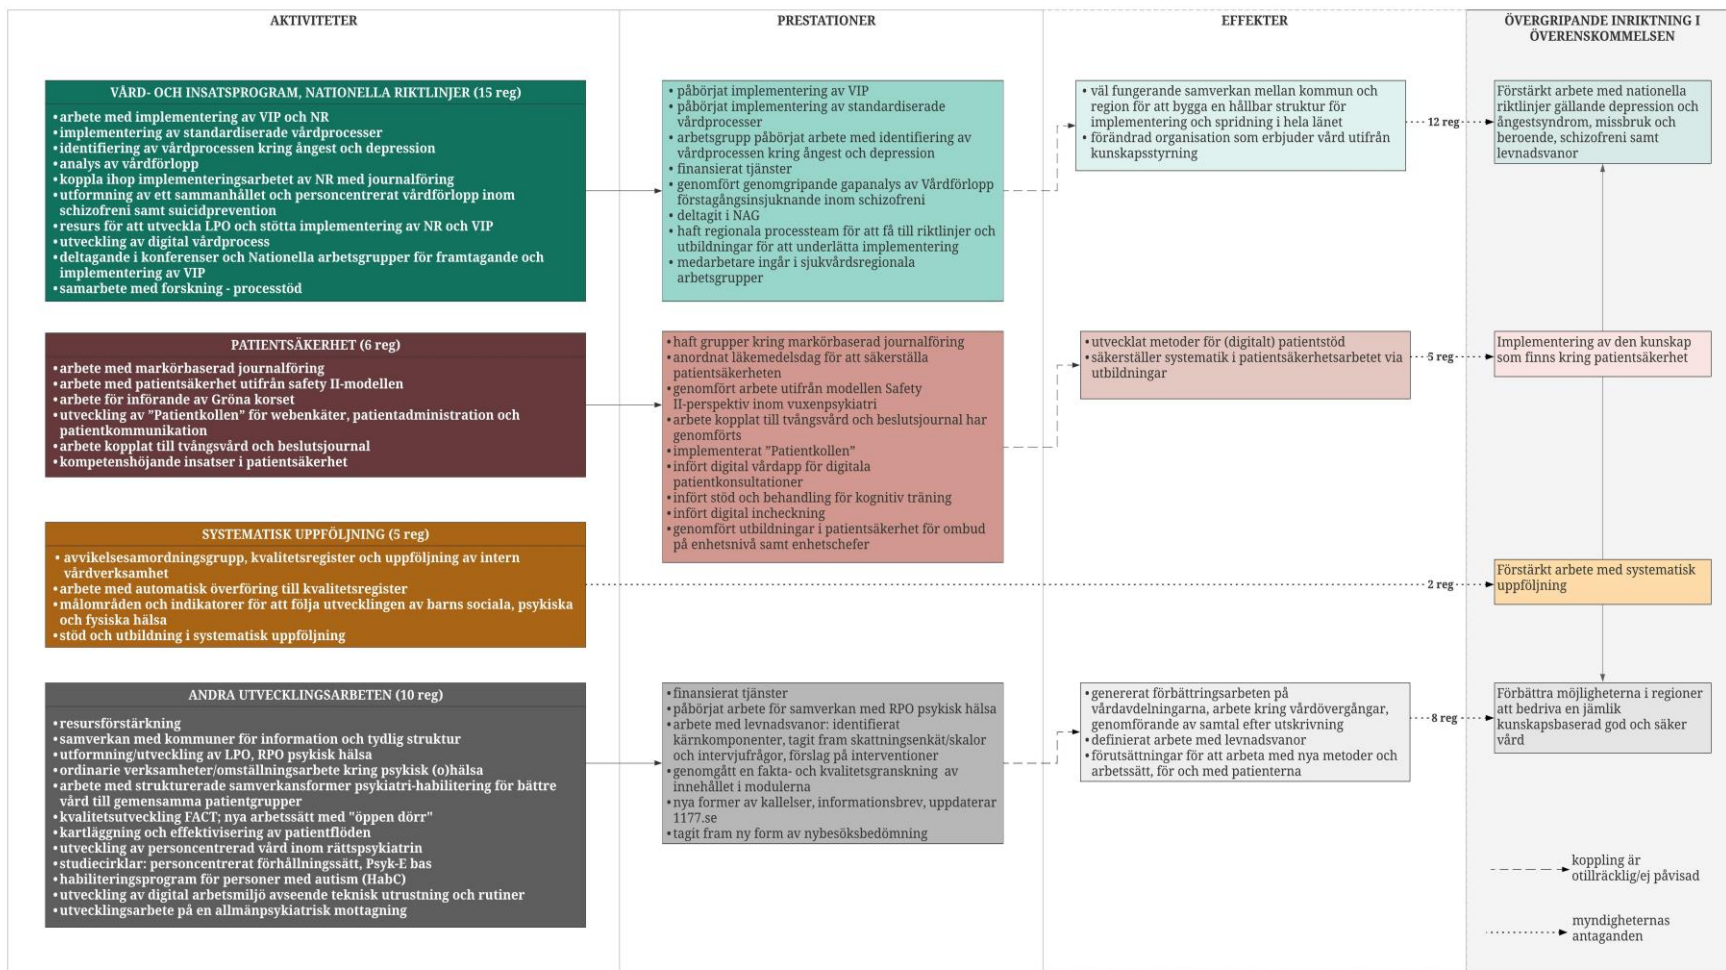 AKTIVITETER
PRESTATIONER
EFFEKTER
ÖVERGRIPANDE INRIKTNING I
ÖVERENSKOMMELSEN
VÅRD- OCH INSATSPROGRAM, NATIONELLA RIKTLINJER (15 reg)
• arbete med implementering av VIP och NR
• implementering av standardiserade vårdprocesser
• identifiering av vårdprocessen kring ångest och depression
• analys av vårdförlopp
• koppla ihop implementeringsarbetet av NR med journalföring
• utformning av ett sammanhållet och personcentrerat vårdförlopp inom
schizofreni samt suicidprevention
• resurs för att utveckla LPO och stötta implementering av NR och VIP
• utveckling av digital vårdprocess
• deltagande i konferenser och Nationella arbetsgrupper för framtagande och
implementering av VIP
• samarbete med forskning - processtöd
• påbörjat implementering av VIP
• påbörjat implementering av standardiserade
vårdprocesser
• arbetsgrupp påbörjat arbete med identifiering av
vårdprocessen kring ångest och depression
• finansierat tjänster
• genomfört genomgripande gapanalys av Vårdförlopp
förstagångsinsjuknande inom schizofreni
• deltagit i NAG
• haft regionala processteam för att få till riktlinjer och
utbildningar för att underlätta implementering
• medarbetare ingår i sjukvårdsregionala
arbetsgrupper
• väl fungerande samverkan mellan kommun och
region för att bygga en hållbar struktur för
implementering och spridning i hela länet
• förändrad organisation som erbjuder vård utifrån
kunskapsstyrning
12 reg
Förstärkt arbete med nationella
riktlinjer gällande depression och
ångestsyndrom, missbruk och
beroende, schizofreni samt
levnadsvanor
PATIENTSÄKERHET (6 reg)
• arbete med markörbaserad journalföring
• arbete med patientsäkerhet utifrån safety II-modellen
• arbete för införande av Gröna korset
• utveckling av ”Patientkollen” för webenkäter, patientadministration och
patientkommunikation
• arbete kopplat till tvångsvård och beslutsjournal
• kompetenshöjande insatser i patientsäkerhet
• haft grupper kring markörbaserad journalföring
• anordnat läkemedelsdag för att säkerställa
patientsäkerheten
• genomfört arbete utifrån modellen Safety
II-perspektiv inom vuxenpsykiatri
• arbete kopplat till tvångsvård och beslutsjournal har
genomförts
• implementerat ”Patientkollen”
• infört digital vårdapp för digitala
patientkonsultationer
• infört stöd och behandling för kognitiv träning
• infört digital incheckning
• genomfört utbildningar i patientsäkerhet för ombud
på enhetsnivå samt enhetschefer
• utvecklat metoder för (digitalt) patientstöd
• säkerställer systematik i patientsäkerhetsarbetet via
utbildningar
5 reg
Implementering av den kunskap
som finns kring patientsäkerhet
SYSTEMATISK UPPFÖLJNING (5 reg)
• avvikelsesamordningsgrupp, kvalitetsregister och uppföljning av intern
vårdverksamhet
• arbete med automatisk överföring till kvalitetsregister
• målområden och indikatorer för att följa utvecklingen av barns sociala, psykiska
och fysiska hälsa
• stöd och utbildning i systematisk uppföljning
2 reg
Förstärkt arbete med systematisk
uppföljning
ANDRA UTVECKLINGSARBETEN (10 reg)
• resursförstärkning
• samverkan med kommuner för information och tydlig struktur
• utformning/utveckling av LPO, RPO psykisk hälsa
• ordinarie verksamheter/omställningsarbete kring psykisk (o)hälsa
• arbete med strukturerade samverkansformer psykiatri-habilitering för bättre
vård till gemensamma patientgrupper
• kvalitetsutveckling FACT; nya arbetssätt med "öppen dörr"
• kartläggning och effektivisering av patientflöden
• utveckling av personcentrerad vård inom rättspsykiatrin
• studiecirklar: personcentrerat förhållningssätt, Psyk-E bas
• habiliteringsprogram för personer med autism (HabC)
• utveckling av digital arbetsmiljö avseende teknisk utrustning och rutiner
• utvecklingsarbete på en allmänpsykiatrisk mottagning
• finansierat tjänster
• påbörjat arbete för samverkan med RPO psykisk hälsa
• arbete med levnadsvanor: identifierat
kärnkomponenter, tagit fram skattningsenkät/skalor
och intervjufrågor, förslag på interventioner
• genomgått en fakta- och kvalitetsgranskning av
innehållet i modulerna
• nya former av kallelser, informationsbrev, uppdaterar
1177.se
• tagit fram ny form av nybesöksbedömning
• genererat förbättringsarbeten på
vårdavdelningarna, arbete kring vårdövergångar,
genomförande av samtal efter utskrivning
• definierat arbete med levnadsvanor
• förutsättningar för att arbeta med nya metoder och
arbetssätt, för och med patienterna
8 reg
Förbättra möjligheterna i regioner
att bedriva en jämlik
kunskapsbaserad god och säker
vård
koppling är
otillräcklig/ej påvisad
myndigheternas
antaganden